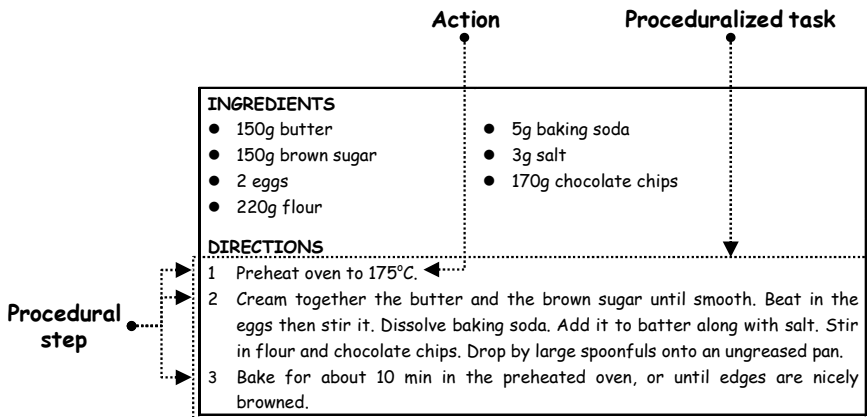 Action
Proceduralized task
INGREDIENTS
● 150g butter
● 150g brown sugar
● 2 eggs
● 220g flour
● 5g baking soda
● 3g salt
● 170g chocolate chips
DIRECTIONS
1 Preheat oven to 175°C.
2 Cream together the butter and the brown sugar until smooth. Beat in the
eggs then stir it. Dissolve baking soda. Add it to batter along with salt. Stir
in flour and chocolate chips. Drop by large spoonfuls onto an ungreased pan.
3 Bake for about 10 min in the preheated oven, or until edges are nicely
browned.
Procedural
step